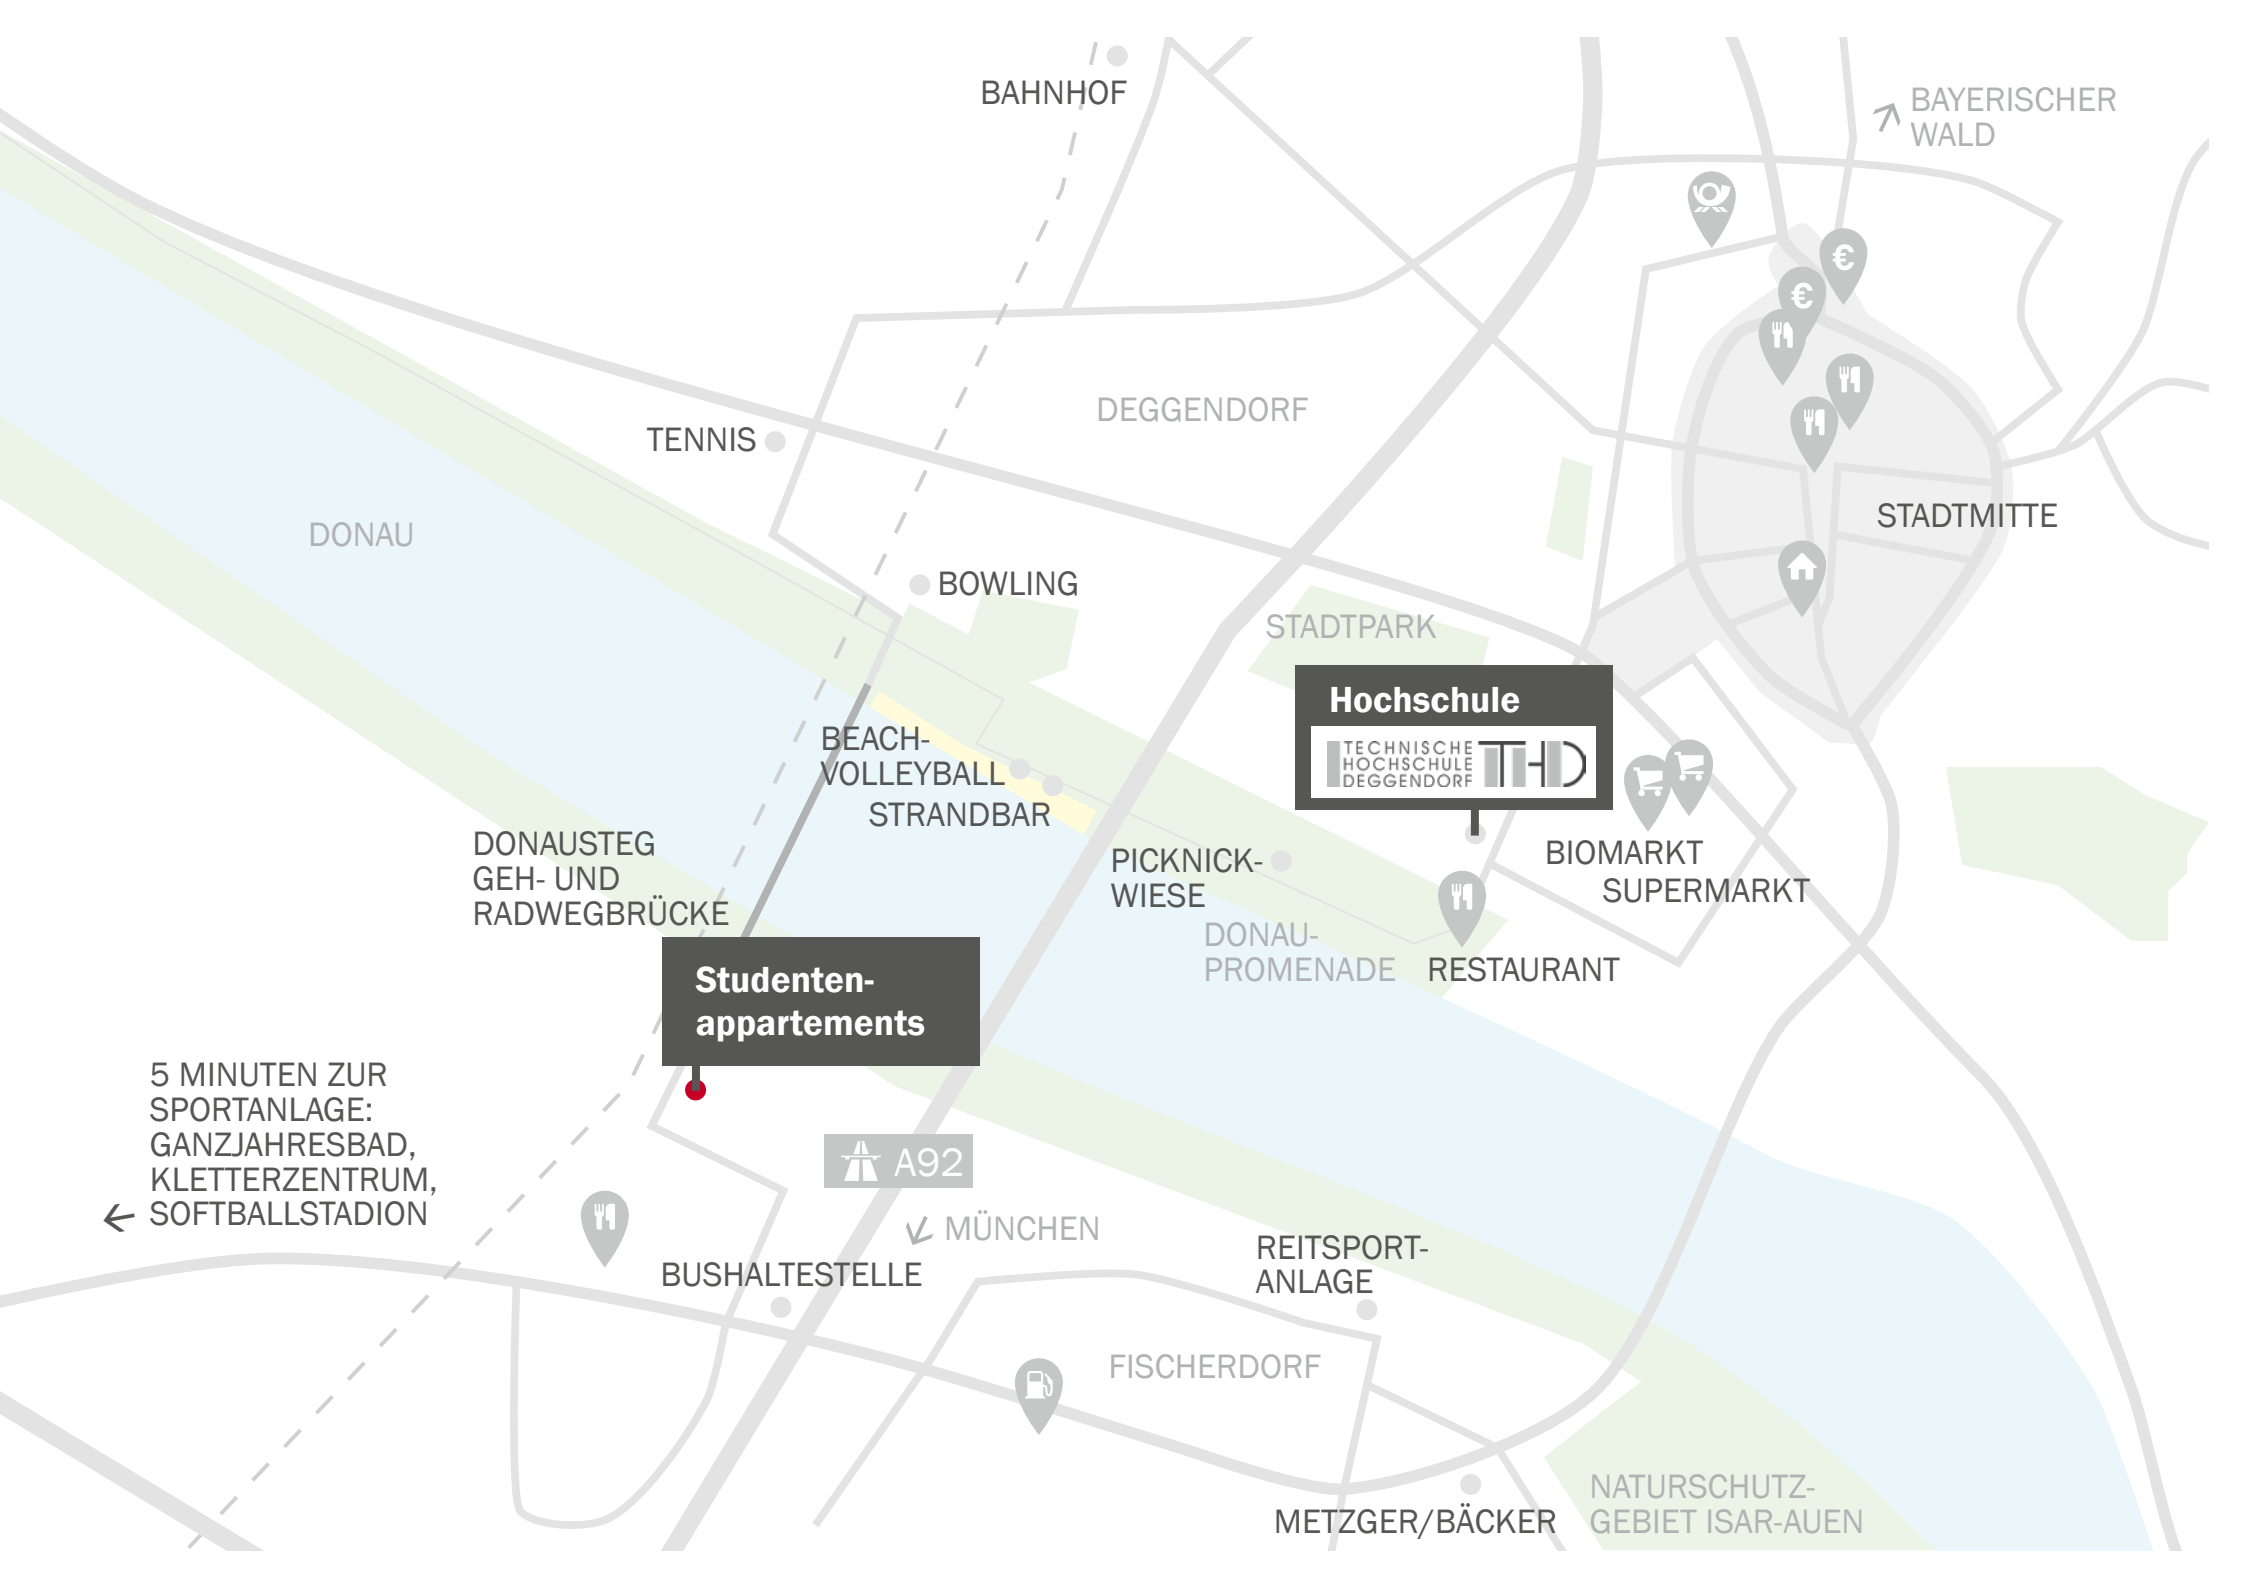 BAHNHOF
BAYERISCHER
WALD
€
€
DEGGENDORF
TENNIS
STADTMITTE
DONAU
BOWLING
STADTPARK
Hochschule
TECHNISCHE
HOCHSCHULE
DEGGENDORF
THD
BEACH-
VOLLEYBALL
STRANDBAR
DONAUSTEG
GEH- UND
RADWEGBRÜCKE
PICKNICK-
WIESE
BIOMARKT
SUPERMARKT
DONAU-
PROMENADE
RESTAURANT
Studenten-
appartements
5 MINUTEN ZUR
SPORTANLAGE:
GANZJAHRESBAD,
KLETTERZENTRUM,
SOFTBALLSTADION
A92
MÜNCHEN
BUSHALTESTELLE
REITSPORT-
ANLAGE
FISCHERDORF
METZGER/BÄCKER
NATURSCHUTZ-
GEBIET ISAR-AUEN